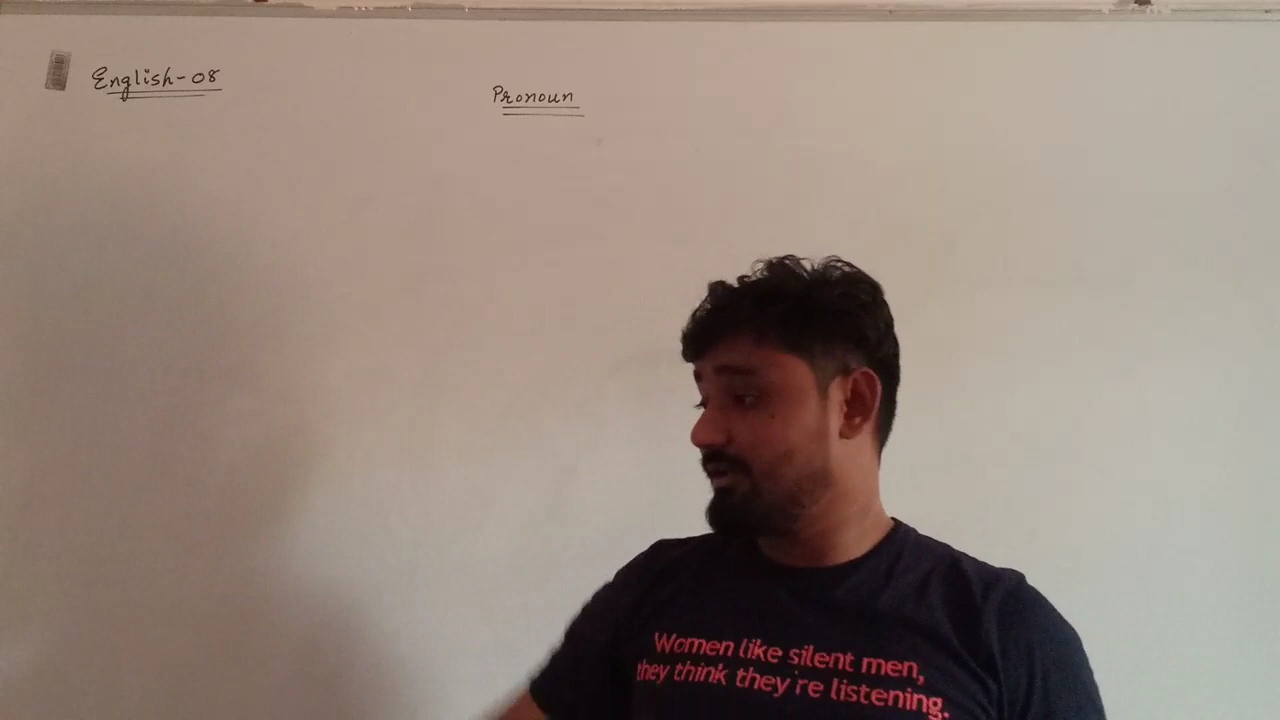 English-08
Pronoun
Women like silent men,
they think they're listening.